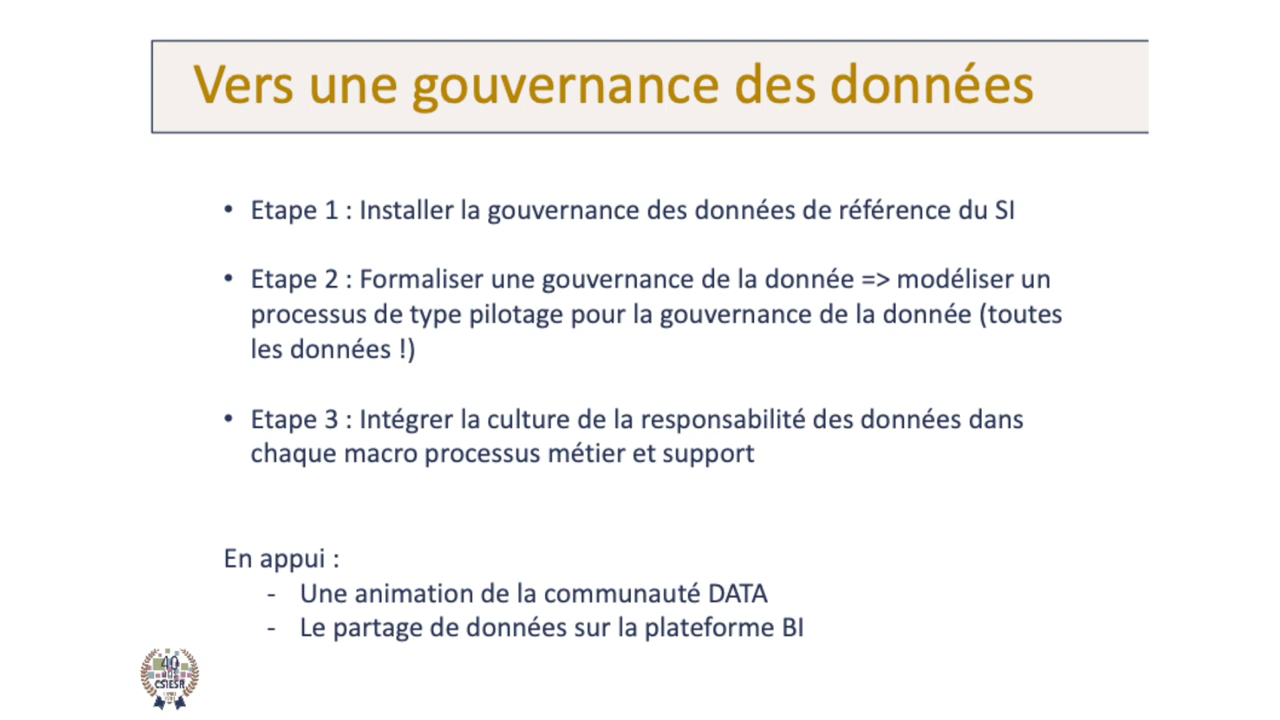 Vers une gouvernance des données
• Etape 1 : Installer la gouvernance des données de référence du SI
• Etape 2 : Formaliser une gouvernance de la donnée => modéliser un
processus de type pilotage pour la gouvernance de la donnée (toutes
les données !)
• Etape 3 : Intégrer la culture de la responsabilité des données dans
chaque macro processus métier et support
En appui :
- Une animation de la communauté DATA
- Le partage de données sur la plateforme BI
40
CSIESR